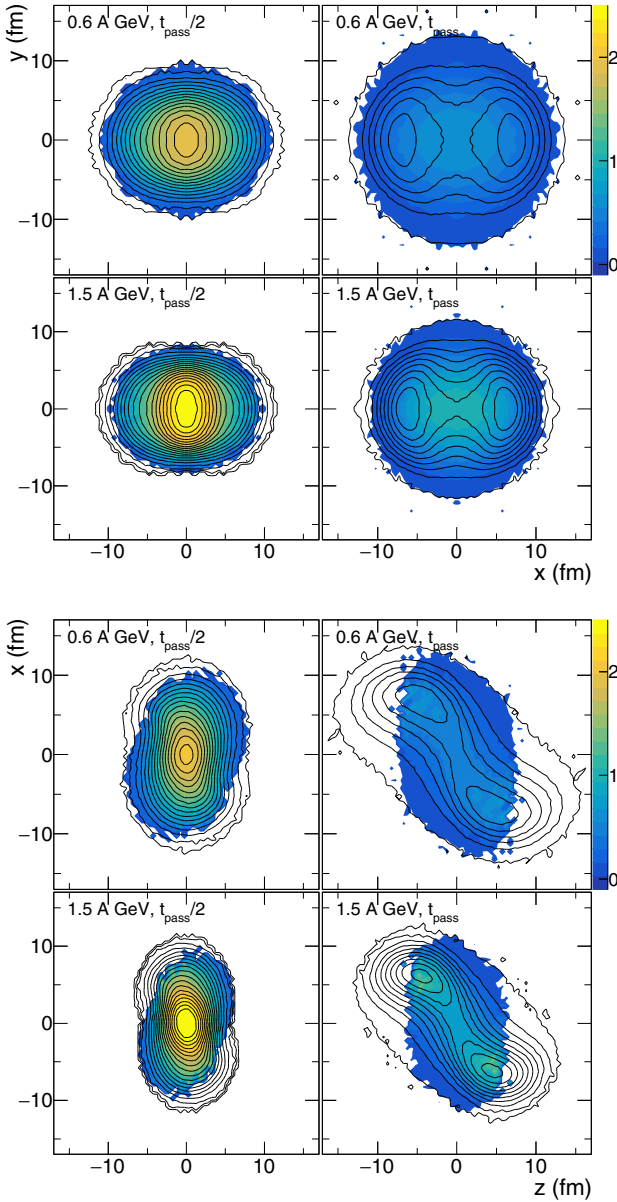 0.6 A GeV, t_pass/2
0.6 A GeV, t_pass
y (fm)
10
0
−10
2
1
0
1.5 A GeV, t_pass/2
1.5 A GeV, t_pass
10
0
−10
−10 0 10
−10 0 10
x (fm)
0.6 A GeV, t_pass/2
0.6 A GeV, t_pass
x (fm)
10
0
−10
2
1
0
1.5 A GeV, t_pass/2
1.5 A GeV, t_pass
10
0
−10
−10 0 10
−10 0 10
z (fm)